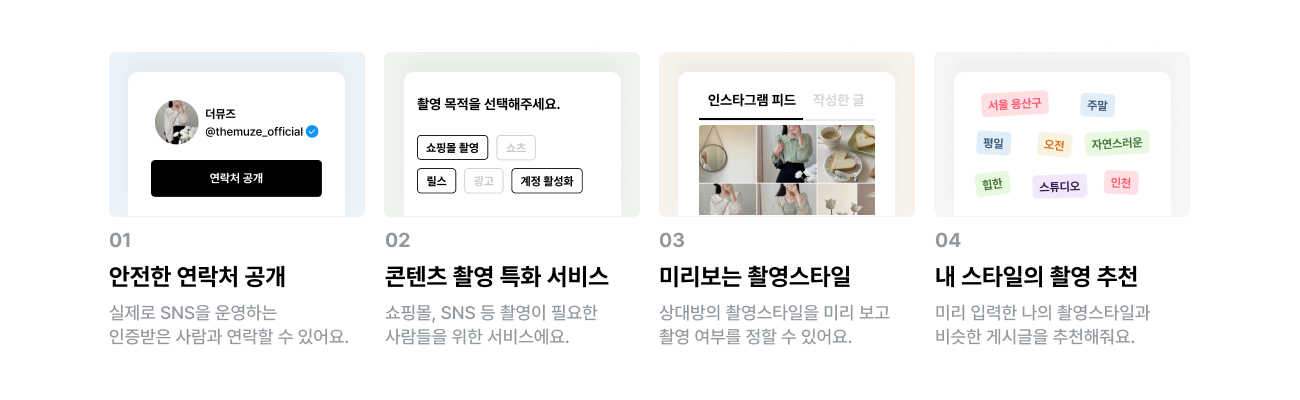 더뮤즈
@themuze_official
연락처 공개
01
안전한 연락처 공개
실제로 SNS을 운영하는
인증받은 사람과 연락할 수 있어요.
촬영 목적을 선택해주세요.
쇼핑몰 촬영 쇼츠
릴스 광고 계정 활성화
02
콘텐츠 촬영 특화 서비스
쇼핑몰, SNS 등 촬영이 필요한
사람들을 위한 서비스에요.
인스타그램 피드 작성한 글
03
미리보는 촬영스타일
상대방의 촬영스타일을 미리 보고
촬영 여부를 정할 수 있어요.
서울 용산구 주말
평일 오전 자연스러운
힙한 스튜디오 인천
04
내 스타일의 촬영 추천
미리 입력한 나의 촬영스타일과
비슷한 게시글을 추천해줘요.